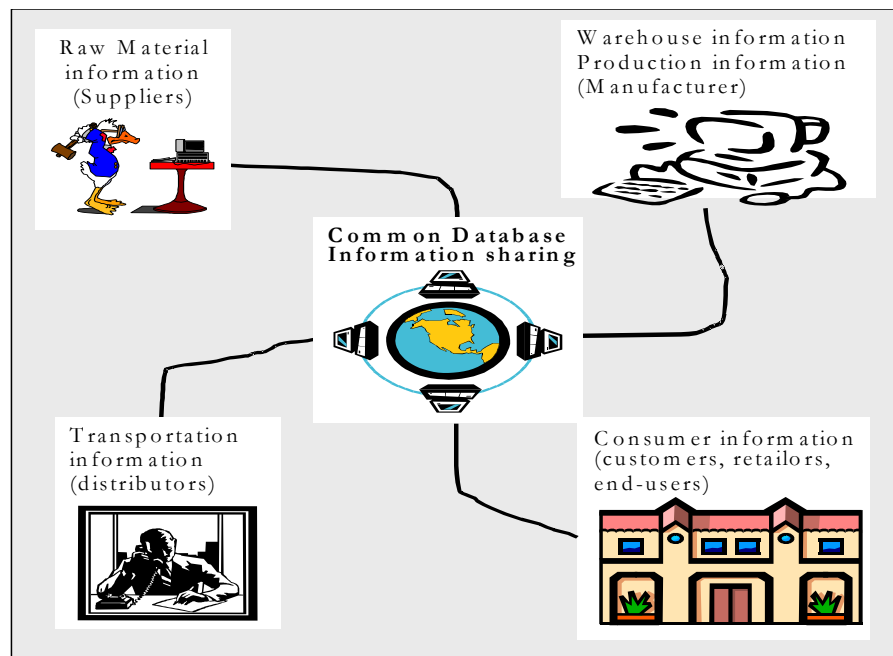 Raw Material
information
(Suppliers)
Warehouse information
Production information
(Manufacturer)
Common Database
Information sharing
Transportation
information
(distributors)
Consumer information
(customers, retailors,
end-users)